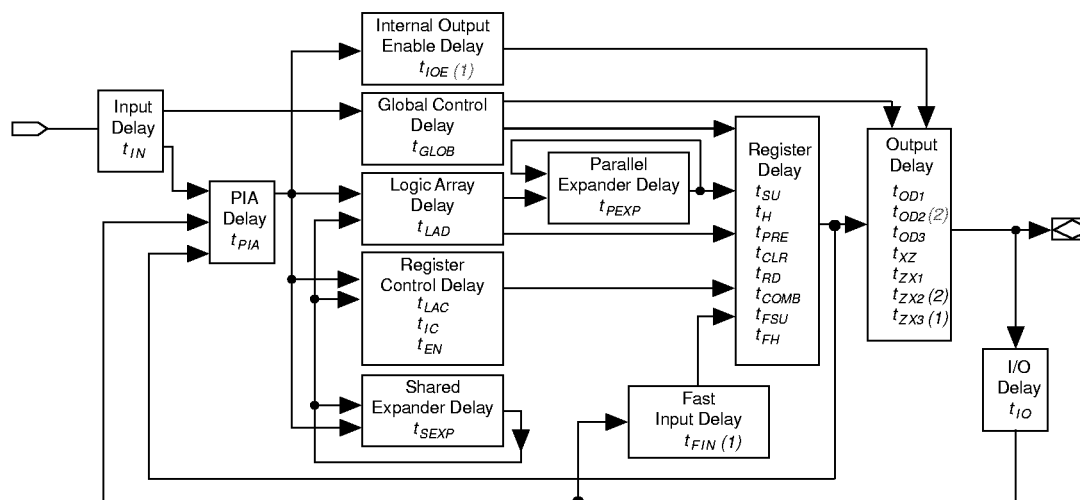 Internal Output
Enable Delay
tIOE (1)
Input
Delay
tIN
Global Control
Delay
tGLOB
PIA
Delay
tPIA
Logic Array
Delay
tLAD
Parallel
Expander Delay
tPEXP
Register
Control Delay
tLAC
tIC
tEN
Shared
Expander Delay
tSEXP
Fast
Input Delay
tFIN (1)
Register
Delay
tSU
tH
tPRE
tCLR
tRD
tCOMB
tFSU
tFH
Output
Delay
tOD1
tOD2 (2)
tOD3
tXZ
tZX1
tZX2 (2)
tZX3 (1)
I/O
Delay
tIO